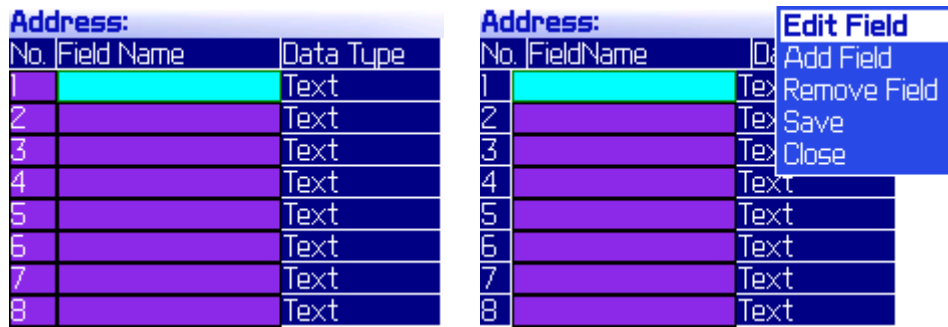 Address:
No. Field Name Data Type
1 Text
2 Text
3 Text
4 Text
5 Text
6 Text
7 Text
8 Text
Address:
No. FieldName
1
2
3
4 Text
5 Text
6 Text
7 Text
8 Text
Edit Field
Add Field
Remove Field
Save
Close